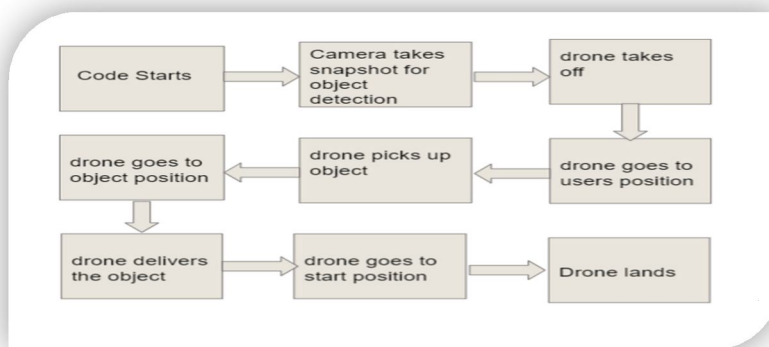 Code Starts
Camera takes
snapshot for
object
detection
drone takes
off
drone goes to
users position
drone picks up
object
drone goes to
object position
drone delivers
the object
drone goes to
start position
Drone lands